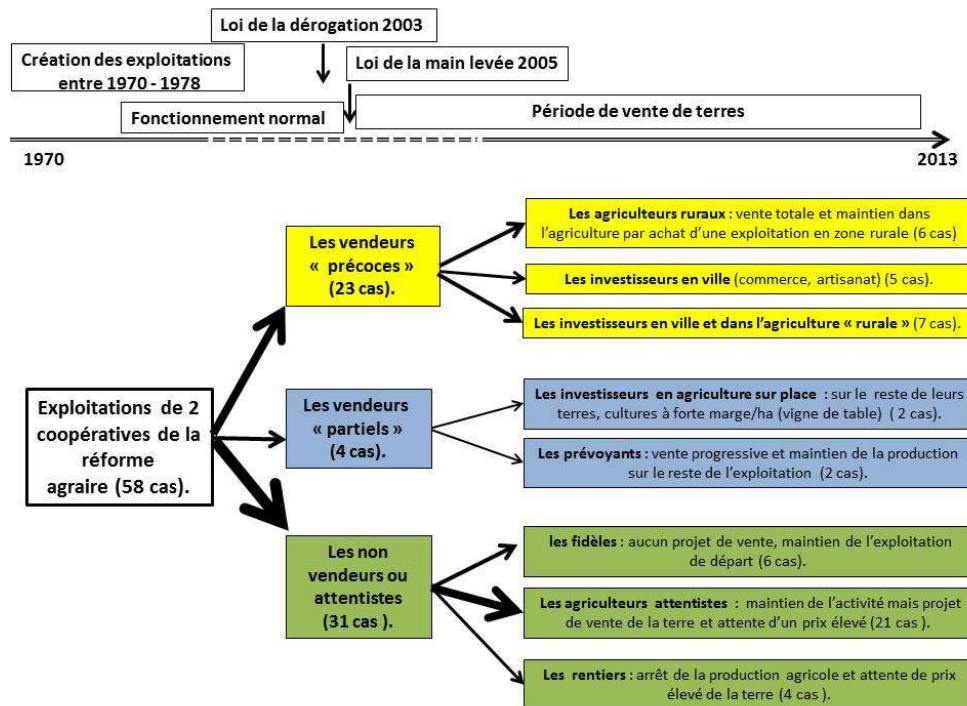 Loi de la dérogation 2003
Création des exploitations
entre 1970 - 1978
Loi de la main levée 2005
Fonctionnement normal
Période de vente de terres
1970
2013
Exploitations de 2
coopératives de la
réforme
agraire (58 cas).
Les vendeurs
« précoces »
(23 cas).
Les agriculteurs ruraux : vente totale et maintien dans
l'agriculture par achat d'une exploitation en zone rurale (6 cas)
Les investisseurs en ville (commerce, artisanat) (5 cas).
Les investisseurs en ville et dans l'agriculture « rurale » (7 cas).
Les vendeurs
« partiels »
(4 cas).
Les investisseurs en agriculture sur place : sur le reste de leurs
terres, cultures à forte marge/ha (vigne de table) ( 2 cas).
Les prévoyants : vente progressive et maintien de la production
sur le reste de l'exploitation (2 cas).
Les non
vendeurs ou
attentistes
(31 cas ).
les fidèles : aucun projet de vente, maintien de l'exploitation
de départ (6 cas).
Les agriculteurs attentistes : maintien de l'activité mais projet
de vente de la terre et attente d'un prix élevé (21 cas ).
Les rentiers : arrêt de la production agricole et attente de prix
élevé de la terre (4 cas ).